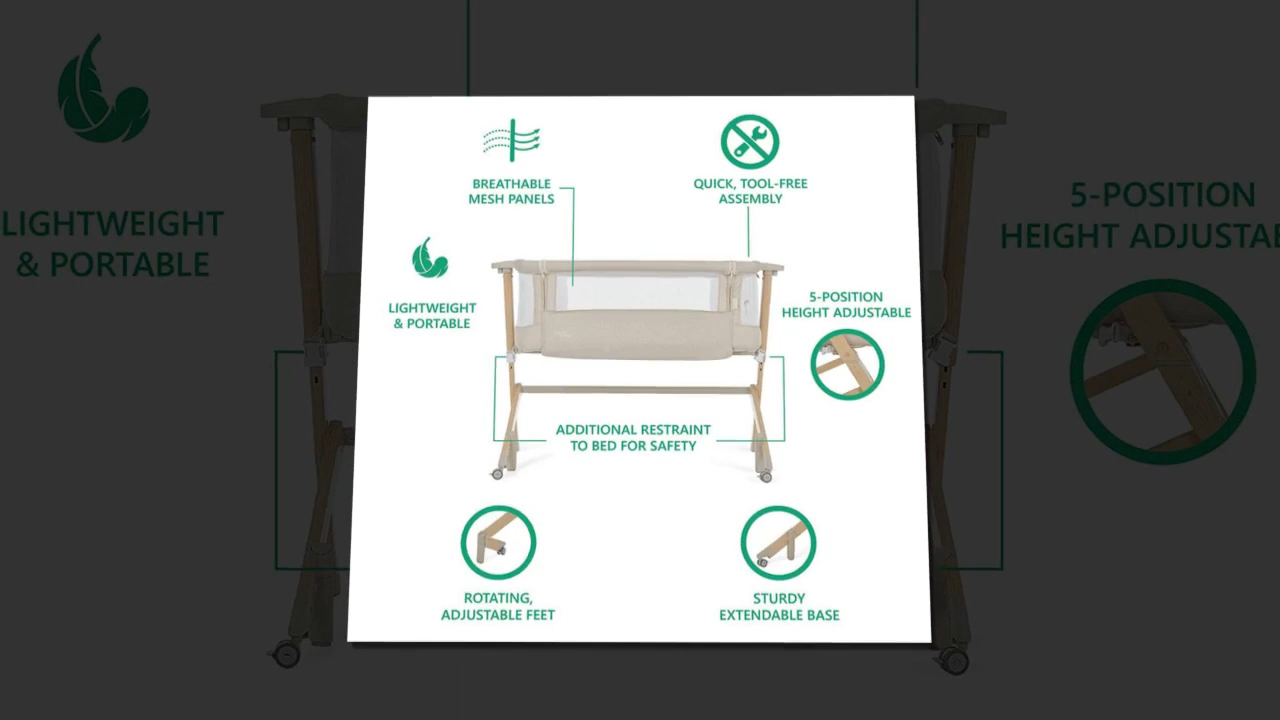 BREATHABLE
MESH PANELS
QUICK, TOOL-FREE
ASSEMBLY
LIGHTWEIGHT
& PORTABLE
5-POSITION
HEIGHT ADJUSTABLE
ADDITIONAL RESTRAINT
TO BED FOR SAFETY
ROTATING,
ADJUSTABLE FEET
STURDY
EXTENDABLE BASE
LIGHTWEIGHT
& PORTABLE
5-POSITION
HEIGHT